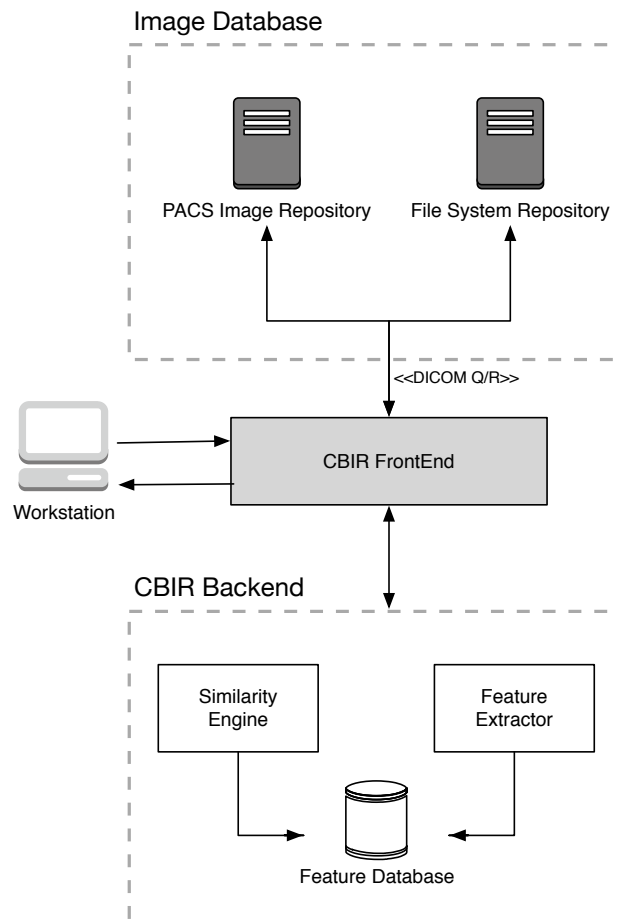 Image Database
PACS Image Repository
File System Repository
<<DICOM Q/R>>
CBIR FrontEnd
Workstation
CBIR Backend
Similarity
Engine
Feature
Extractor
Feature Database